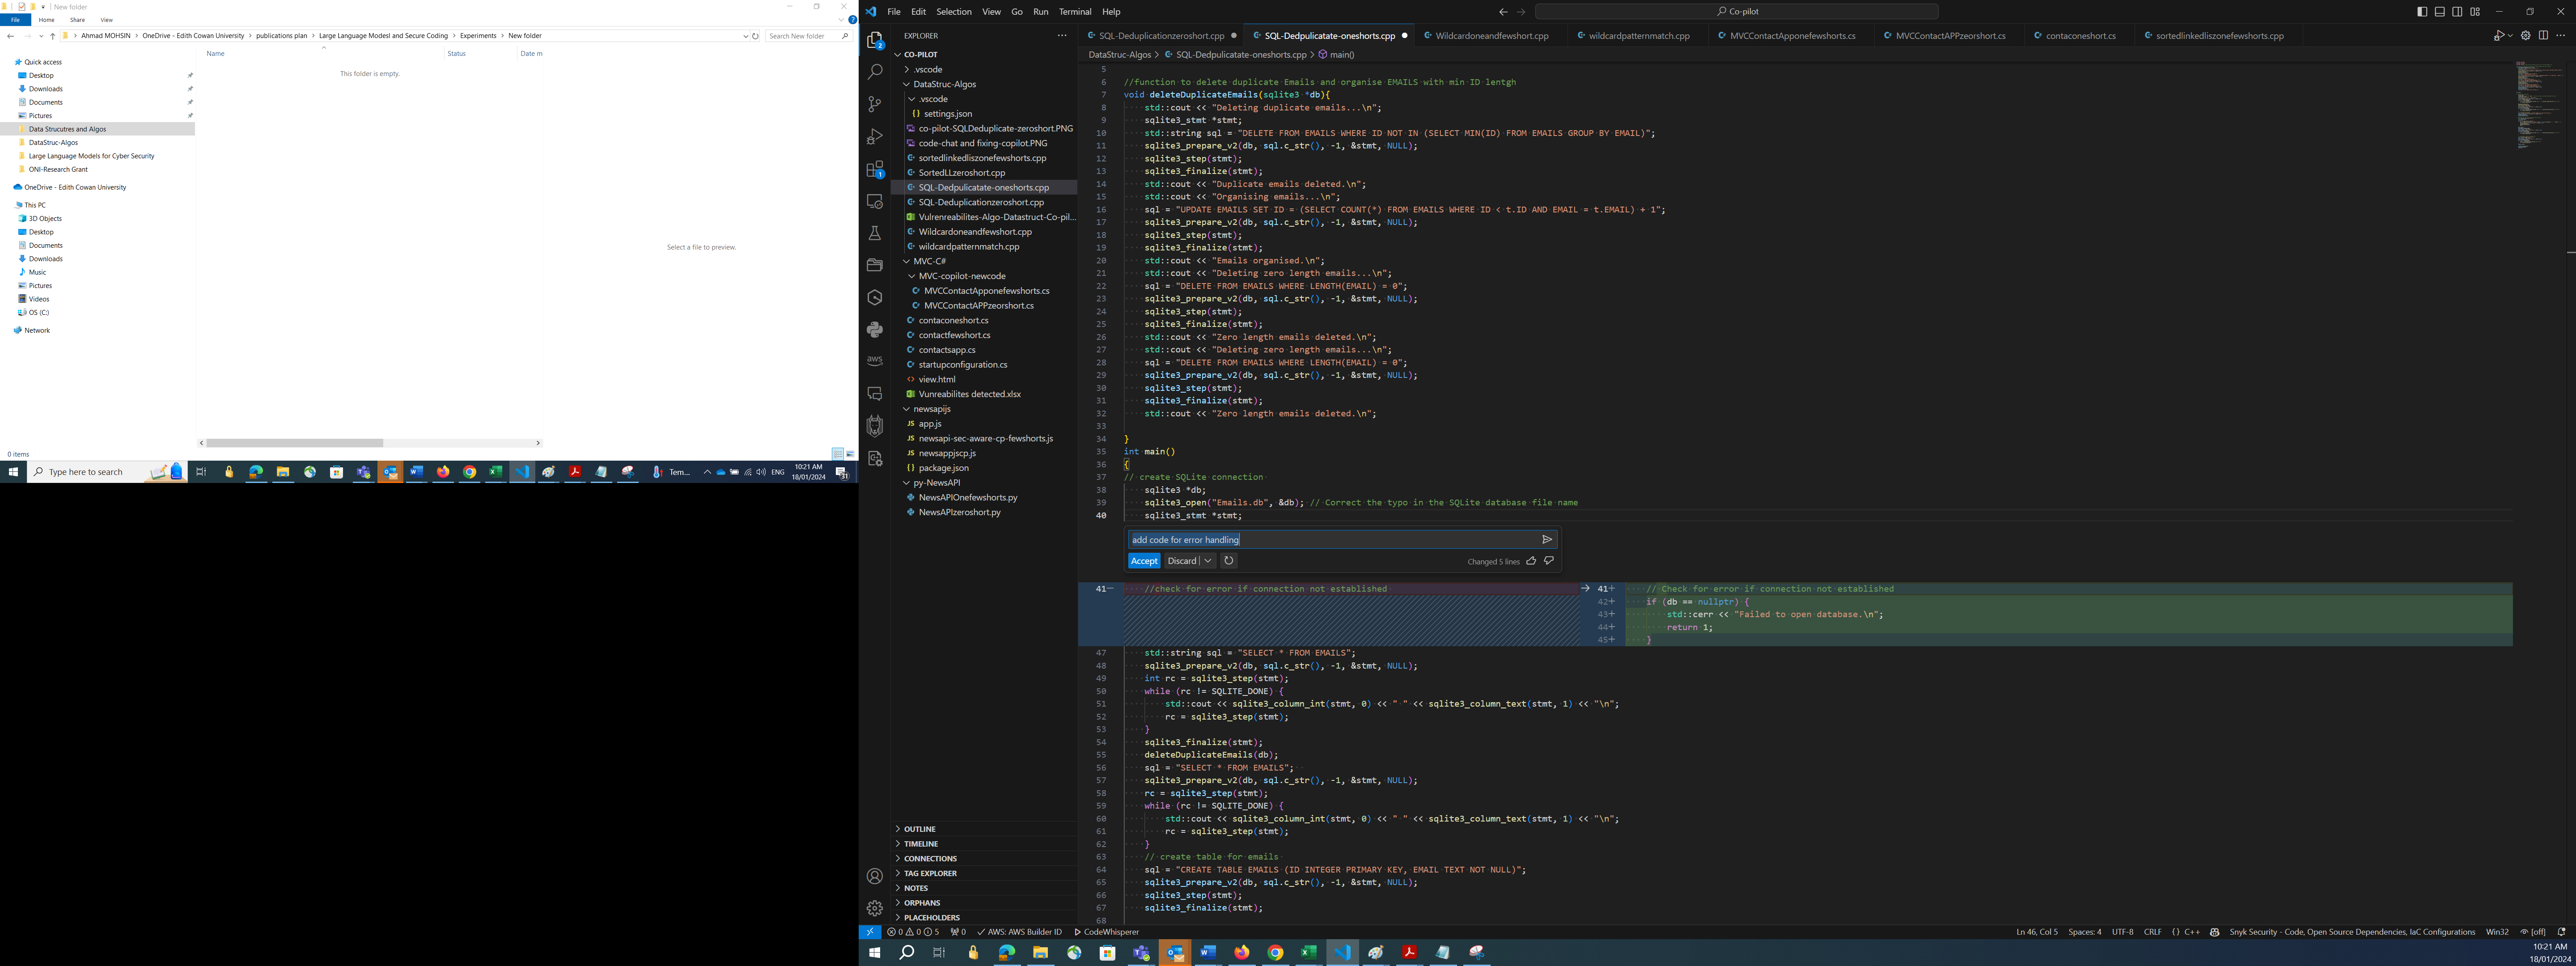 New folder
File Home Share View
Ahmad MOHSIN > OneDrive - Edith Cowan University > publications plan > Large Language Modesl and Secure Coding > Experiments > New folder
Search New folder
Name Status Date m
This folder is empty.
Select a file to preview.
Quick access
Desktop
Downloads
Documents
Pictures
Data Strucutres and Algos
DataStruc-Algos
Large Language Models for Cyber Security
ONI-Research Grant
OneDrive - Edith Cowan University
This PC
3D Objects
Desktop
Documents
Downloads
Music
Pictures
Videos
OS (C:)
Network
0 items
Type here to search
Tem...
ENG
10:21 AM
18/01/2024
File Edit Selection View Go Run Terminal Help
Co-pilot
EXPLORER
CO-PILOT
.vscode
DataStruc-Algos
.vscode
{} settings.json
co-pilot-SQLDeduplicate-zeroshort.PNG
code-chat and fixing-copilot.PNG
sortedlinkedliszonefewshorts.cpp
SortedLLzeroshort.cpp
SQL-Dedpulicatate-oneshorts.cpp
SQL-Deduplicationzeroshort.cpp
Vulrenreabilites-Algo-Datastruct-Co-pil...
Wildcardoneandfewshort.cpp
wildcardpatternmatch.cpp
MVC-C#
MVC-copilot-newcode
MVCContactApponefewshorts.cs
MVCContactAPPzeorshort.cs
contaconeshort.cs
contactfewshort.cs
contactsapp.cs
startupconfiguration.cs
<> view.html
Vunreabilites detected.xlsx
newsapijs
JS app.js
JS newsapi-sec-aware-cp-fewshorts.js
JS newsappjscp.js
{} package.json
py-NewsAPI
NewsAPIOnefewshorts.py
NewsAPIzeroshort.py
OUTLINE
TIMELINE
CONNECTIONS
TAG EXPLORER
NOTES
ORPHANS
PLACEHOLDERS
aws
SQL-Deduplicationzeroshort.cpp SQL-Dedpulicatate-oneshorts.cpp Wildcardoneandfewshort.cpp wildcardpatternmatch.cpp MVCContactApponefewshorts.cs MVCContactAPPzeorshort.cs contaconeshort.cs sortedlinkedliszonefewshorts.cpp
DataStruc-Algos > SQL-Dedpulicatate-oneshorts.cpp > main()
5
6 //function to delete duplicate Emails and organise EMAILS with min ID lentgh
7 void deleteDuplicateEmails(sqlite3 *db){
8 std::cout << "Deleting duplicate emails...\n";
9 sqlite3_stmt *stmt;
10 std::string sql = "DELETE FROM EMAILS WHERE ID NOT IN (SELECT MIN(ID) FROM EMAILS GROUP BY EMAIL)";
11 sqlite3_prepare_v2(db, sql.c_str(), -1, &stmt, NULL);
12 sqlite3_step(stmt);
13 sqlite3_finalize(stmt);
14 std::cout << "Duplicate emails deleted.\n";
15 std::cout << "Organising emails...\n";
16 sql = "UPDATE EMAILS SET ID = (SELECT COUNT(*) FROM EMAILS WHERE ID < t.ID AND EMAIL = t.EMAIL) + 1";
17 sqlite3_prepare_v2(db, sql.c_str(), -1, &stmt, NULL);
18 sqlite3_step(stmt);
19 sqlite3_finalize(stmt);
20 std::cout << "Emails organised.\n";
21 std::cout << "Deleting zero length emails...\n";
22 sql = "DELETE FROM EMAILS WHERE LENGTH(EMAIL) = 0";
23 sqlite3_prepare_v2(db, sql.c_str(), -1, &stmt, NULL);
24 sqlite3_step(stmt);
25 sqlite3_finalize(stmt);
26 std::cout << "Zero length emails deleted.\n";
27 std::cout << "Deleting zero length emails...\n";
28 sql = "DELETE FROM EMAILS WHERE LENGTH(EMAIL) = 0";
29 sqlite3_prepare_v2(db, sql.c_str(), -1, &stmt, NULL);
30 sqlite3_step(stmt);
31 sqlite3_finalize(stmt);
32 std::cout << "Zero length emails deleted.\n";
33
34 }
35 int main()
36 {
37 // create SQLite connection
38 sqlite3 *db;
39 sqlite3_open("Emails.db", &db); // Correct the typo in the SQLite database file name
40 sqlite3_stmt *stmt;
add code for error handling
Accept Discard Changed 5 lines
41− //check for error if connection not established
41+ // Check for error if connection not established
42+ if (db == nullptr) {
43+ std::cerr << "Failed to open database.\n";
44+ return 1;
45+ }
47 std::string sql = "SELECT * FROM EMAILS";
48 sqlite3_prepare_v2(db, sql.c_str(), -1, &stmt, NULL);
49 int rc = sqlite3_step(stmt);
50 while (rc != SQLITE_DONE) {
51 std::cout << sqlite3_column_int(stmt, 0) << " " << sqlite3_column_text(stmt, 1) << "\n";
52 rc = sqlite3_step(stmt);
53 }
54 sqlite3_finalize(stmt);
55 deleteDuplicateEmails(db);
56 sql = "SELECT * FROM EMAILS";
57 sqlite3_prepare_v2(db, sql.c_str(), -1, &stmt, NULL);
58 rc = sqlite3_step(stmt);
59 while (rc != SQLITE_DONE) {
60 std::cout << sqlite3_column_int(stmt, 0) << " " << sqlite3_column_text(stmt, 1) << "\n";
61 rc = sqlite3_step(stmt);
62 }
63 // create table for emails
64 sql = "CREATE TABLE EMAILS (ID INTEGER PRIMARY KEY, EMAIL TEXT NOT NULL)";
65 sqlite3_prepare_v2(db, sql.c_str(), -1, &stmt, NULL);
66 sqlite3_step(stmt);
67 sqlite3_finalize(stmt);
68
0 0 5 0 AWS: AWS Builder ID CodeWhisperer
Ln 46, Col 5 Spaces: 4 UTF-8 CRLF {} C++ Snyk Security - Code, Open Source Dependencies, IaC Configurations Win32 [off]
10:21 AM
18/01/2024